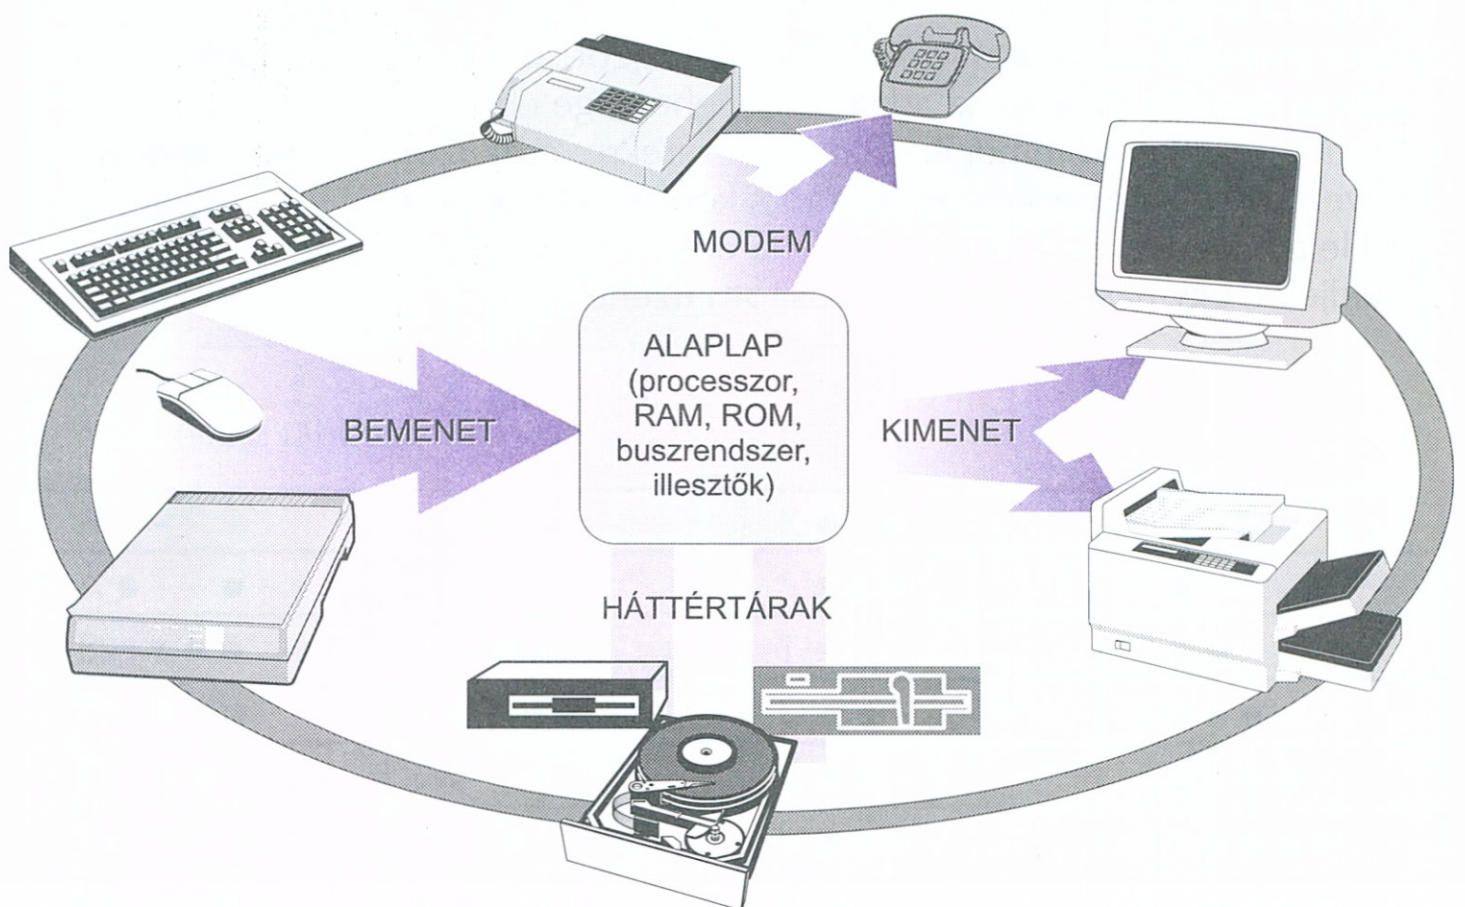 MODEM
ALAPLAP
(processzor,
RAM, ROM,
buszrendszer,
illesztők)
BEMENET
KIMENET
HÁTTÉRTÁRAK